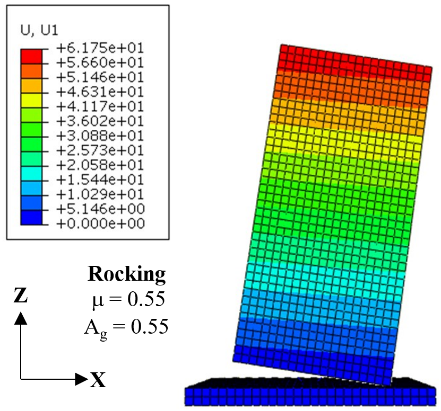 U, U1
+6.175e+01
+5.660e+01
+5.146e+01
+4.631e+01
+4.117e+01
+3.602e+01
+3.088e+01
+2.573e+01
+2.058e+01
+1.544e+01
+1.029e+01
+5.146e+00
+0.000e+00
Rocking
μ = 0.55
Ag = 0.55
Z
X